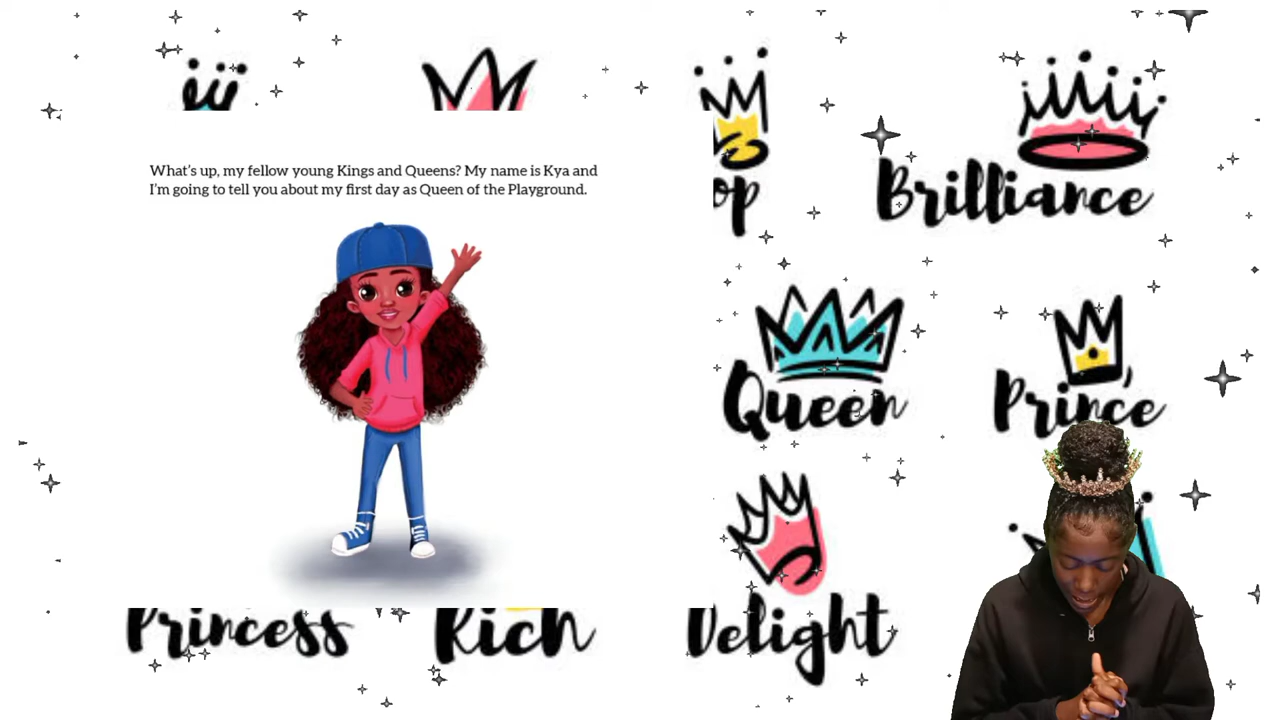 What's up, my fellow young Kings and Queens? My name is Kya and
I'm going to tell you about my first day as Queen of the Playground.
op
Brilliance
Queen
Prince
Princess
Rich
Delight